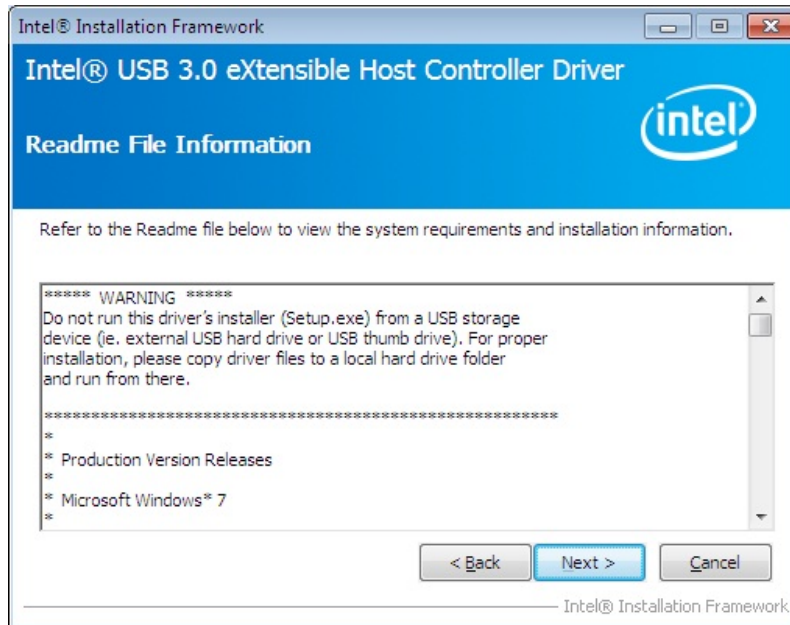 Intel® Installation Framework
Intel® USB 3.0 eXtensible Host Controller Driver
intel
Readme File Information
Refer to the Readme file below to view the system requirements and installation information.
***** WARNING *****
Do not run this driver's installer (Setup.exe) from a USB storage
device (ie. external USB hard drive or USB thumb drive). For proper
installation, please copy driver files to a local hard drive folder
and run from there.
*******************************************************
*
* Production Version Releases
*
* Microsoft Windows* 7
*
< Back
Next >
Cancel
Intel® Installation Framework